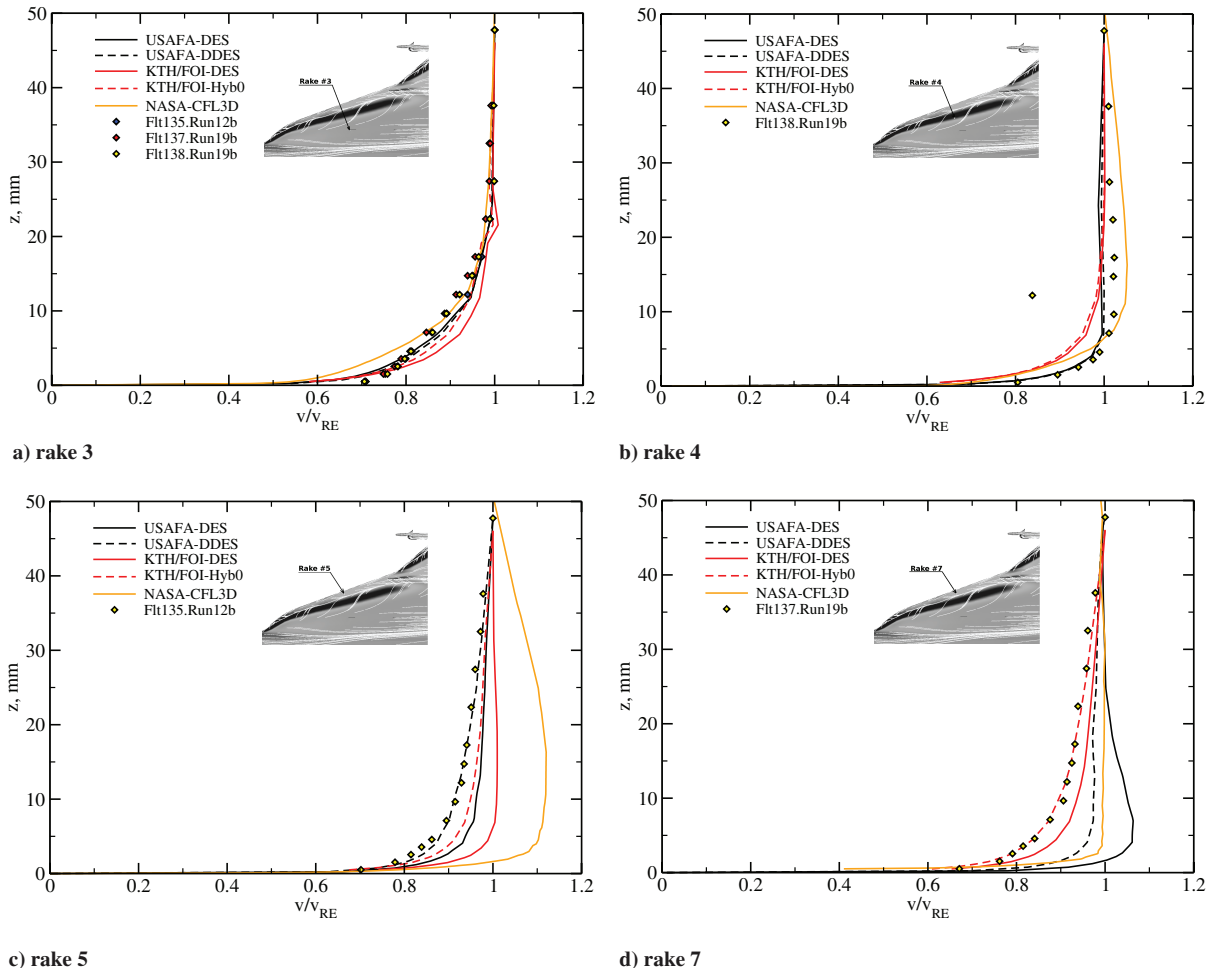 50
40
30
20
10
0
z, mm
USAFA-DES
USAFA-DDES
KTH/FOI-DES
KTH/FOI-Hyb0
NASA-CFL3D
Flt135.Run12b
Flt137.Run19b
Flt138.Run19b
Rake #3
0 0.2 0.4 0.6 0.8 1 1.2
v/vRE
a) rake 3
50
40
30
20
10
0
z, mm
USAFA-DES
USAFA-DDES
KTH/FOI-DES
KTH/FOI-Hyb0
NASA-CFL3D
Flt138.Run19b
Rake #4
0 0.2 0.4 0.6 0.8 1 1.2
v/vRE
b) rake 4
50
40
30
20
10
0
z, mm
USAFA-DES
USAFA-DDES
KTH/FOI-DES
KTH/FOI-Hyb0
NASA-CFL3D
Flt135.Run12b
Rake #5
0 0.2 0.4 0.6 0.8 1 1.2
v/vRE
c) rake 5
50
40
30
20
10
0
z, mm
USAFA-DES
USAFA-DDES
KTH/FOI-DES
KTH/FOI-Hyb0
NASA-CFL3D
Flt137.Run19b
Rake #7
0 0.2 0.4 0.6 0.8 1 1.2
v/vRE
d) rake 7